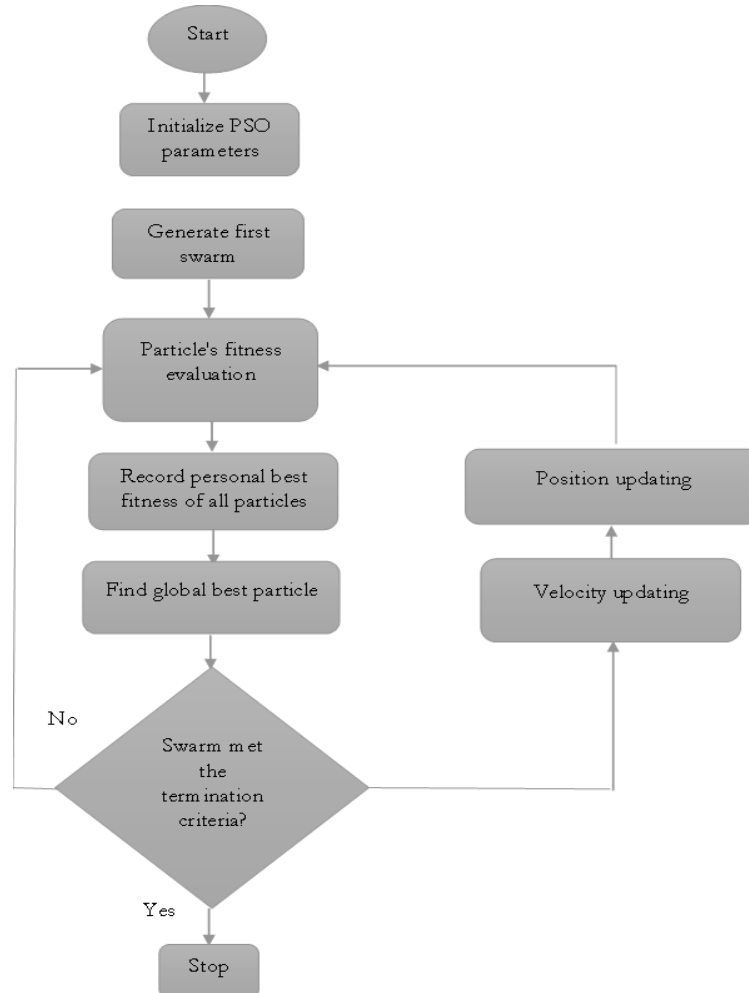 Start
Initialize PSO
parameters
Generate first
swarm
Particle's fitness
evaluation
Record personal best
fitness of all particles
Position updating
Find global best particle
Velocity updating
No
Swarm met
the
termination
criteria?
Yes
Stop